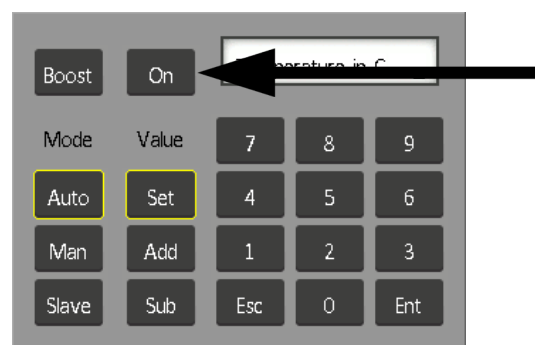 Boost On
Mode Value 7 8 9
Auto Set 4 5 6
Man Add 1 2 3
Slave Sub Esc 0 Ent